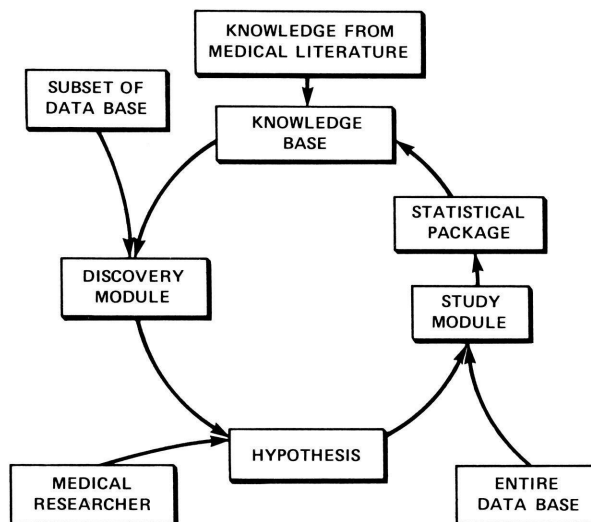 KNOWLEDGE FROM
MEDICAL LITERATURE
SUBSET OF
DATA BASE
KNOWLEDGE
BASE
STATISTICAL
PACKAGE
DISCOVERY
MODULE
STUDY
MODULE
HYPOTHESIS
MEDICAL
RESEARCHER
ENTIRE
DATA BASE